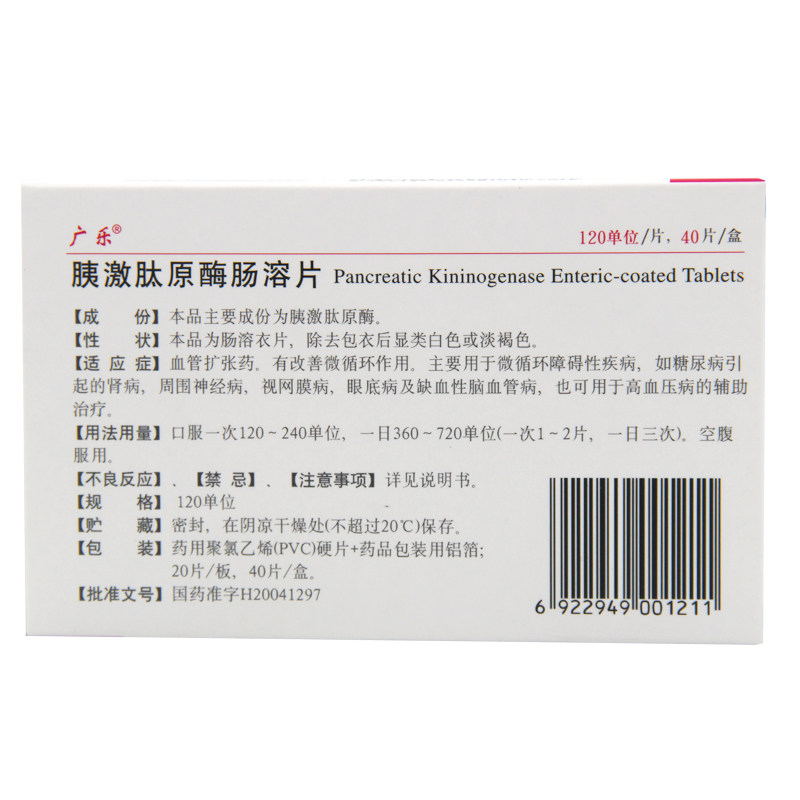 广乐®
120单位/片，40片/盒
胰激肽原酶肠溶片 Pancreatic Kininogenase Enteric-coated Tablets
【成　份】本品主要成份为胰激肽原酶。
【性　状】本品为肠溶衣片，除去包衣后显类白色或淡褐色。
【适应症】血管扩张药。有改善微循环作用。主要用于微循环障碍性疾病，如糖尿病引
起的肾病，周围神经病，视网膜病，眼底病及缺血性脑血管病，也可用于高血压病的辅助
治疗。
【用法用量】口服一次120～240单位，一日360～720单位(一次1～2片，一日三次)。空腹
服用。
【不良反应】、【禁 忌】、【注意事项】详见说明书。
【规　格】 120单位
【贮　藏】密封，在阴凉干燥处(不超过20℃)保存。
【包　装】药用聚氯乙烯(PVC)硬片+药品包装用铝箔；
20片/板，40片/盒。
【批准文号】国药准字H20041297
6 922949 001211